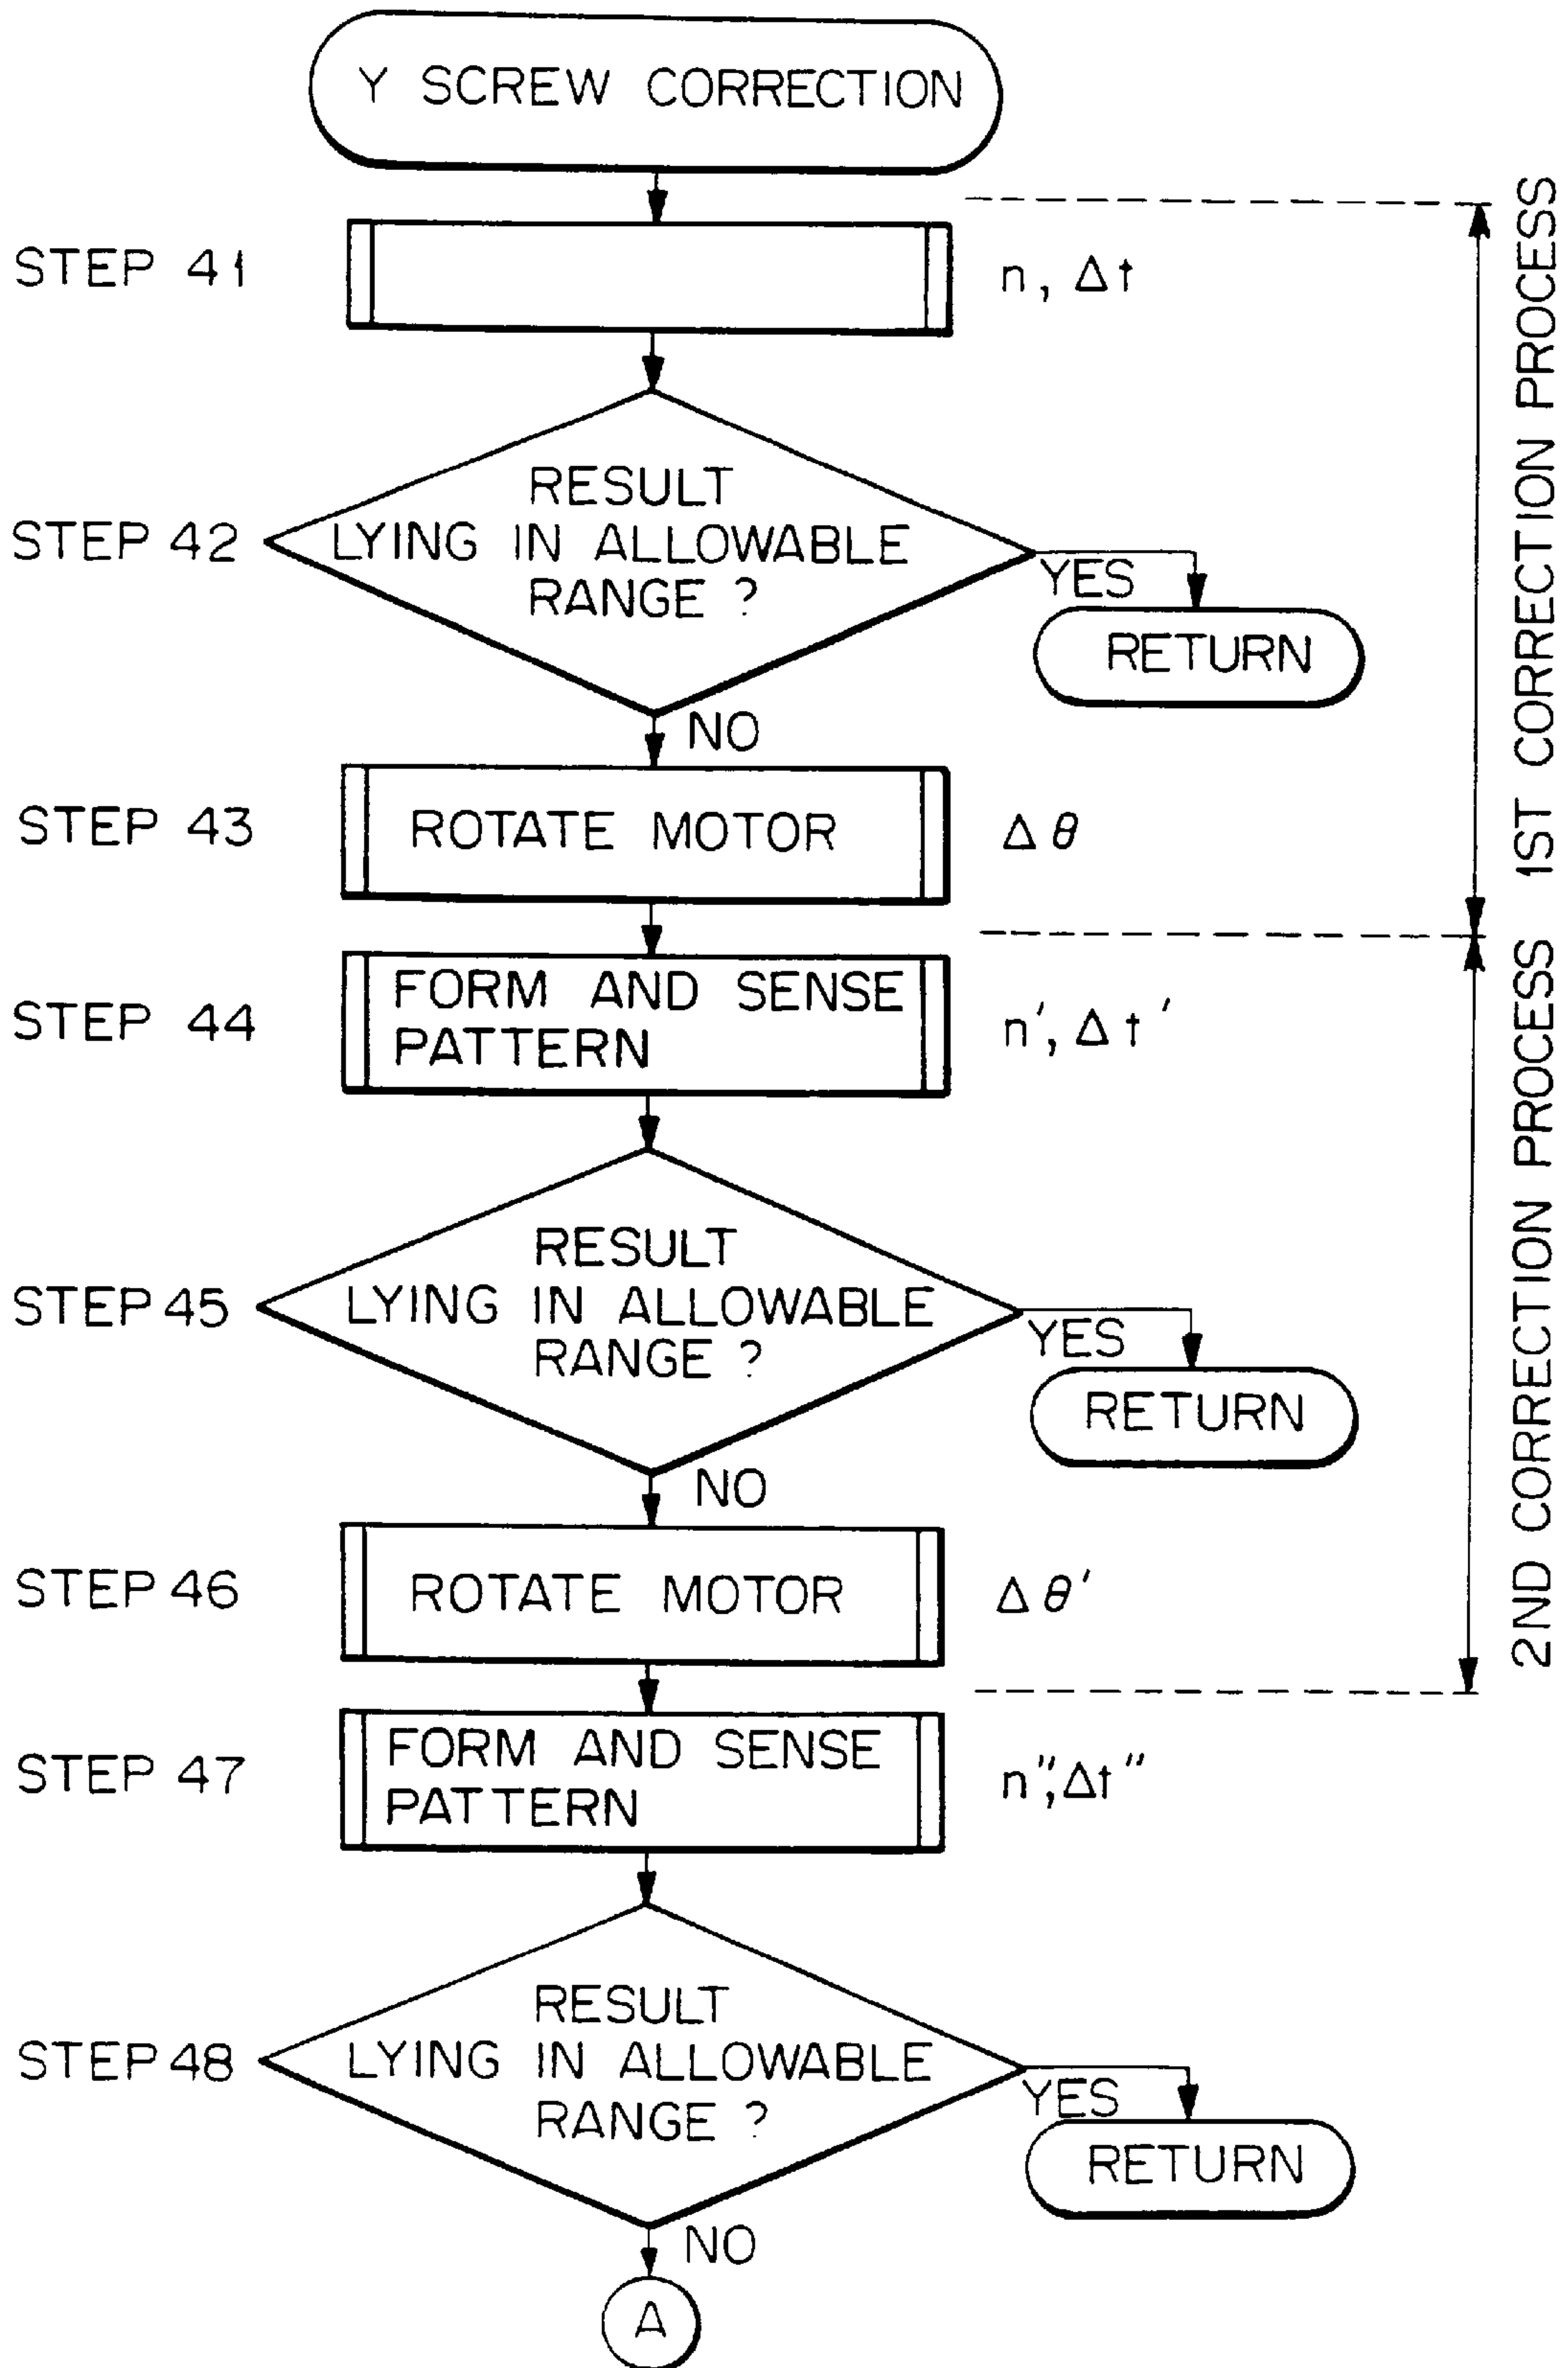 Y SCREW CORRECTION
STEP 41
n, Δt
STEP 42
RESULT
LYING IN ALLOWABLE
RANGE ?
YES
RETURN
NO
STEP 43
ROTATE MOTOR
Δθ
1ST CORRECTION PROCESS
STEP 44
FORM AND SENSE
PATTERN
n', Δt'
STEP 45
RESULT
LYING IN ALLOWABLE
RANGE ?
YES
RETURN
NO
STEP 46
ROTATE MOTOR
Δθ'
2ND CORRECTION PROCESS
STEP 47
FORM AND SENSE
PATTERN
n", Δt"
STEP 48
RESULT
LYING IN ALLOWABLE
RANGE ?
YES
RETURN
NO
A